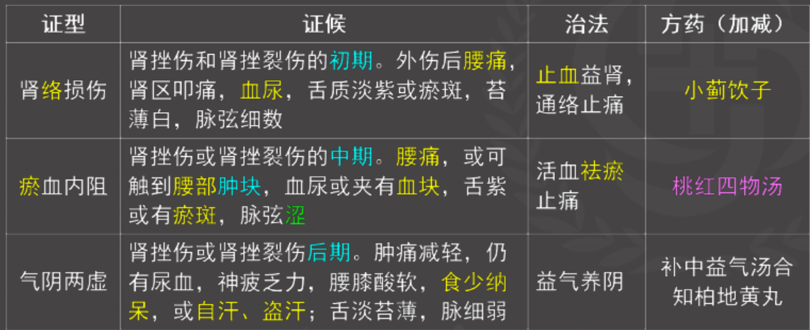 证型 证候 治法 方药（加减）
肾络损伤
肾挫伤和肾挫裂伤的初期。外伤后腰痛，
肾区叩痛，血尿，舌质淡紫或瘀斑，苔
薄白，脉弦细数
止血益肾，
通络止痛
小蓟饮子
瘀血内阻
肾挫伤或肾挫裂伤的中期。腰痛，或可
触到腰部肿块，血尿或夹有血块，舌紫
或有瘀斑，脉弦涩
活血祛瘀
止痛
桃红四物汤
气阴两虚
肾挫伤或肾挫裂伤后期。肿痛减轻，仍
有尿血，神疲乏力，腰膝酸软，食少纳
呆，或自汗、盗汗；舌淡苔薄，脉细弱
益气养阴
补中益气汤合
知柏地黄丸